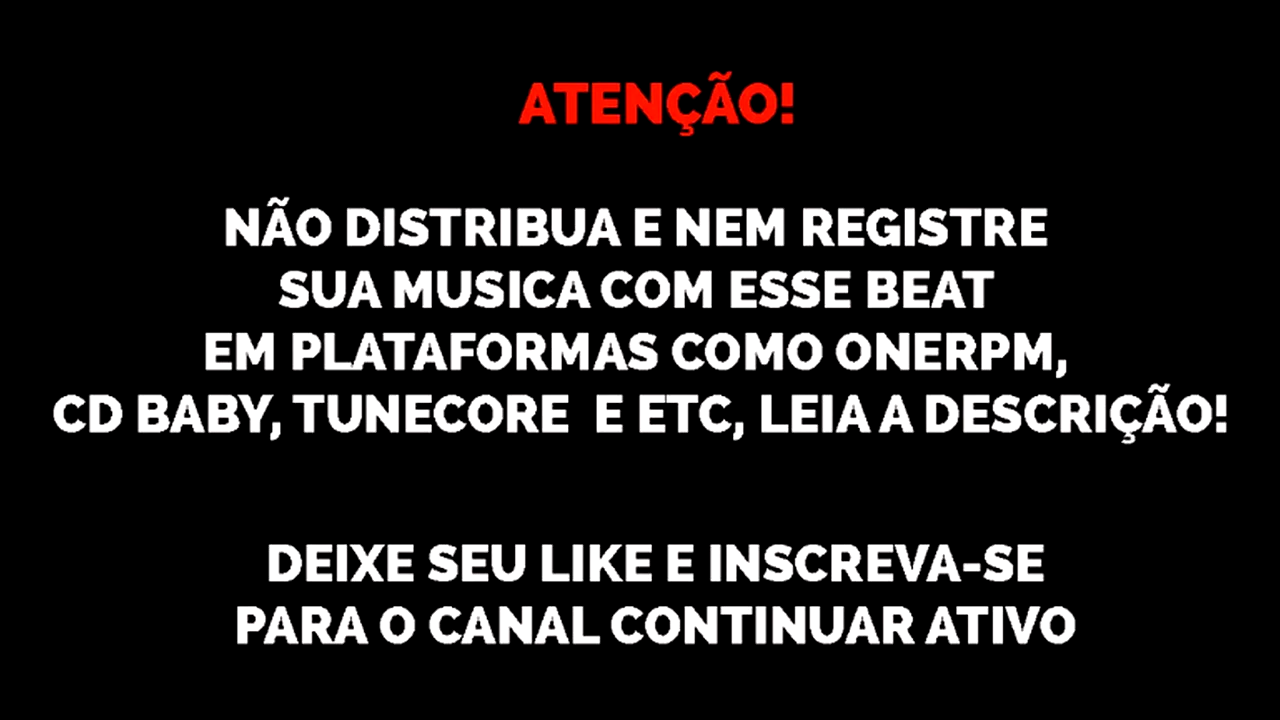 ATENÇÃO!
NÃO DISTRIBUA E NEM REGISTRE
SUA MUSICA COM ESSE BEAT
EM PLATAFORMAS COMO ONERPM,
CD BABY, TUNECORE E ETC, LEIA A DESCRIÇÃO!
DEIXE SEU LIKE E INSCREVA-SE
PARA O CANAL CONTINUAR ATIVO